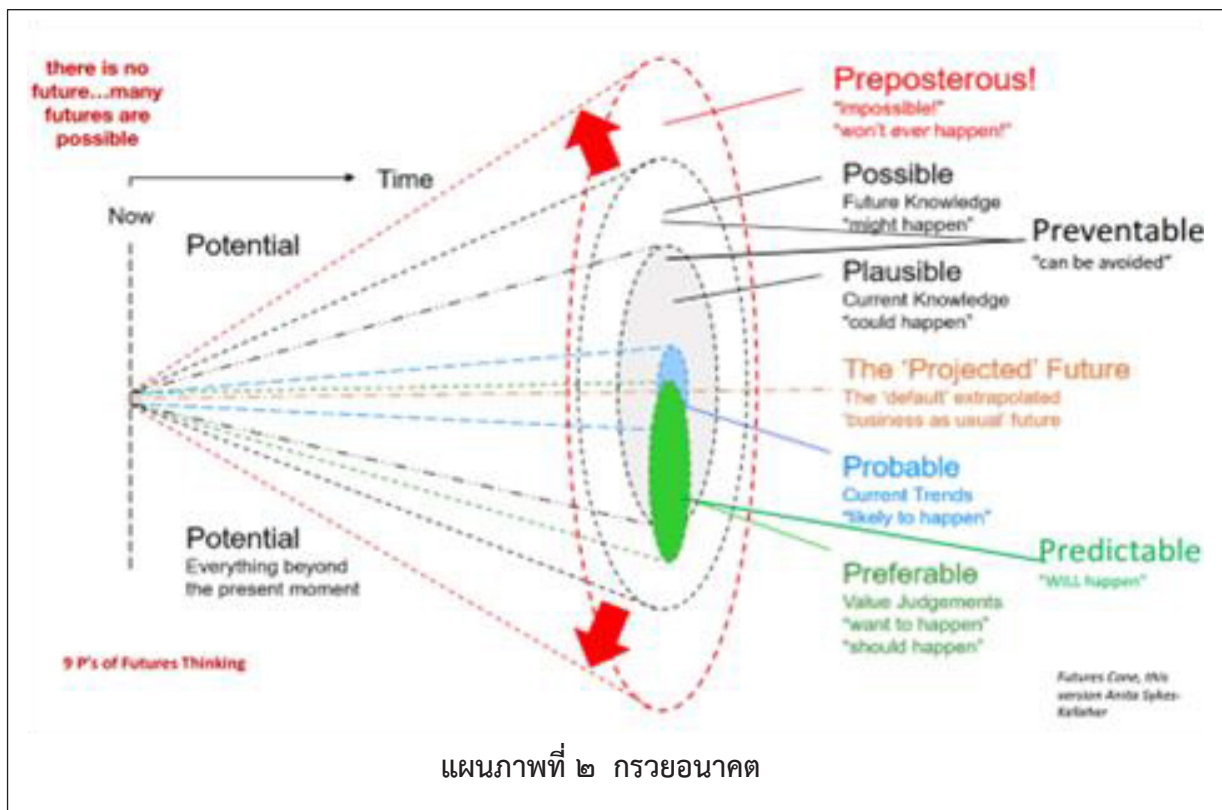 there is no
future...many
futures are
possible
Time
Now
Potential
Potential
Everything beyond
the present moment
9 P's of Futures Thinking
Preposterous!
"impossible!"
"won't ever happen!"
Possible
Future Knowledge
"might happen"
Preventable
"can be avoided"
Plausible
Current Knowledge
"could happen"
The 'Projected' Future
The 'default' extrapolated
'business as usual' future
Probable
Current Trends
"likely to happen"
Predictable
"WILL happen"
Preferable
Value Judgements
"want to happen"
"should happen"
Futures Cone, this
version Anita Sykes-
Kelleher
แผนภาพที่ ๒ กรวยอนาคต